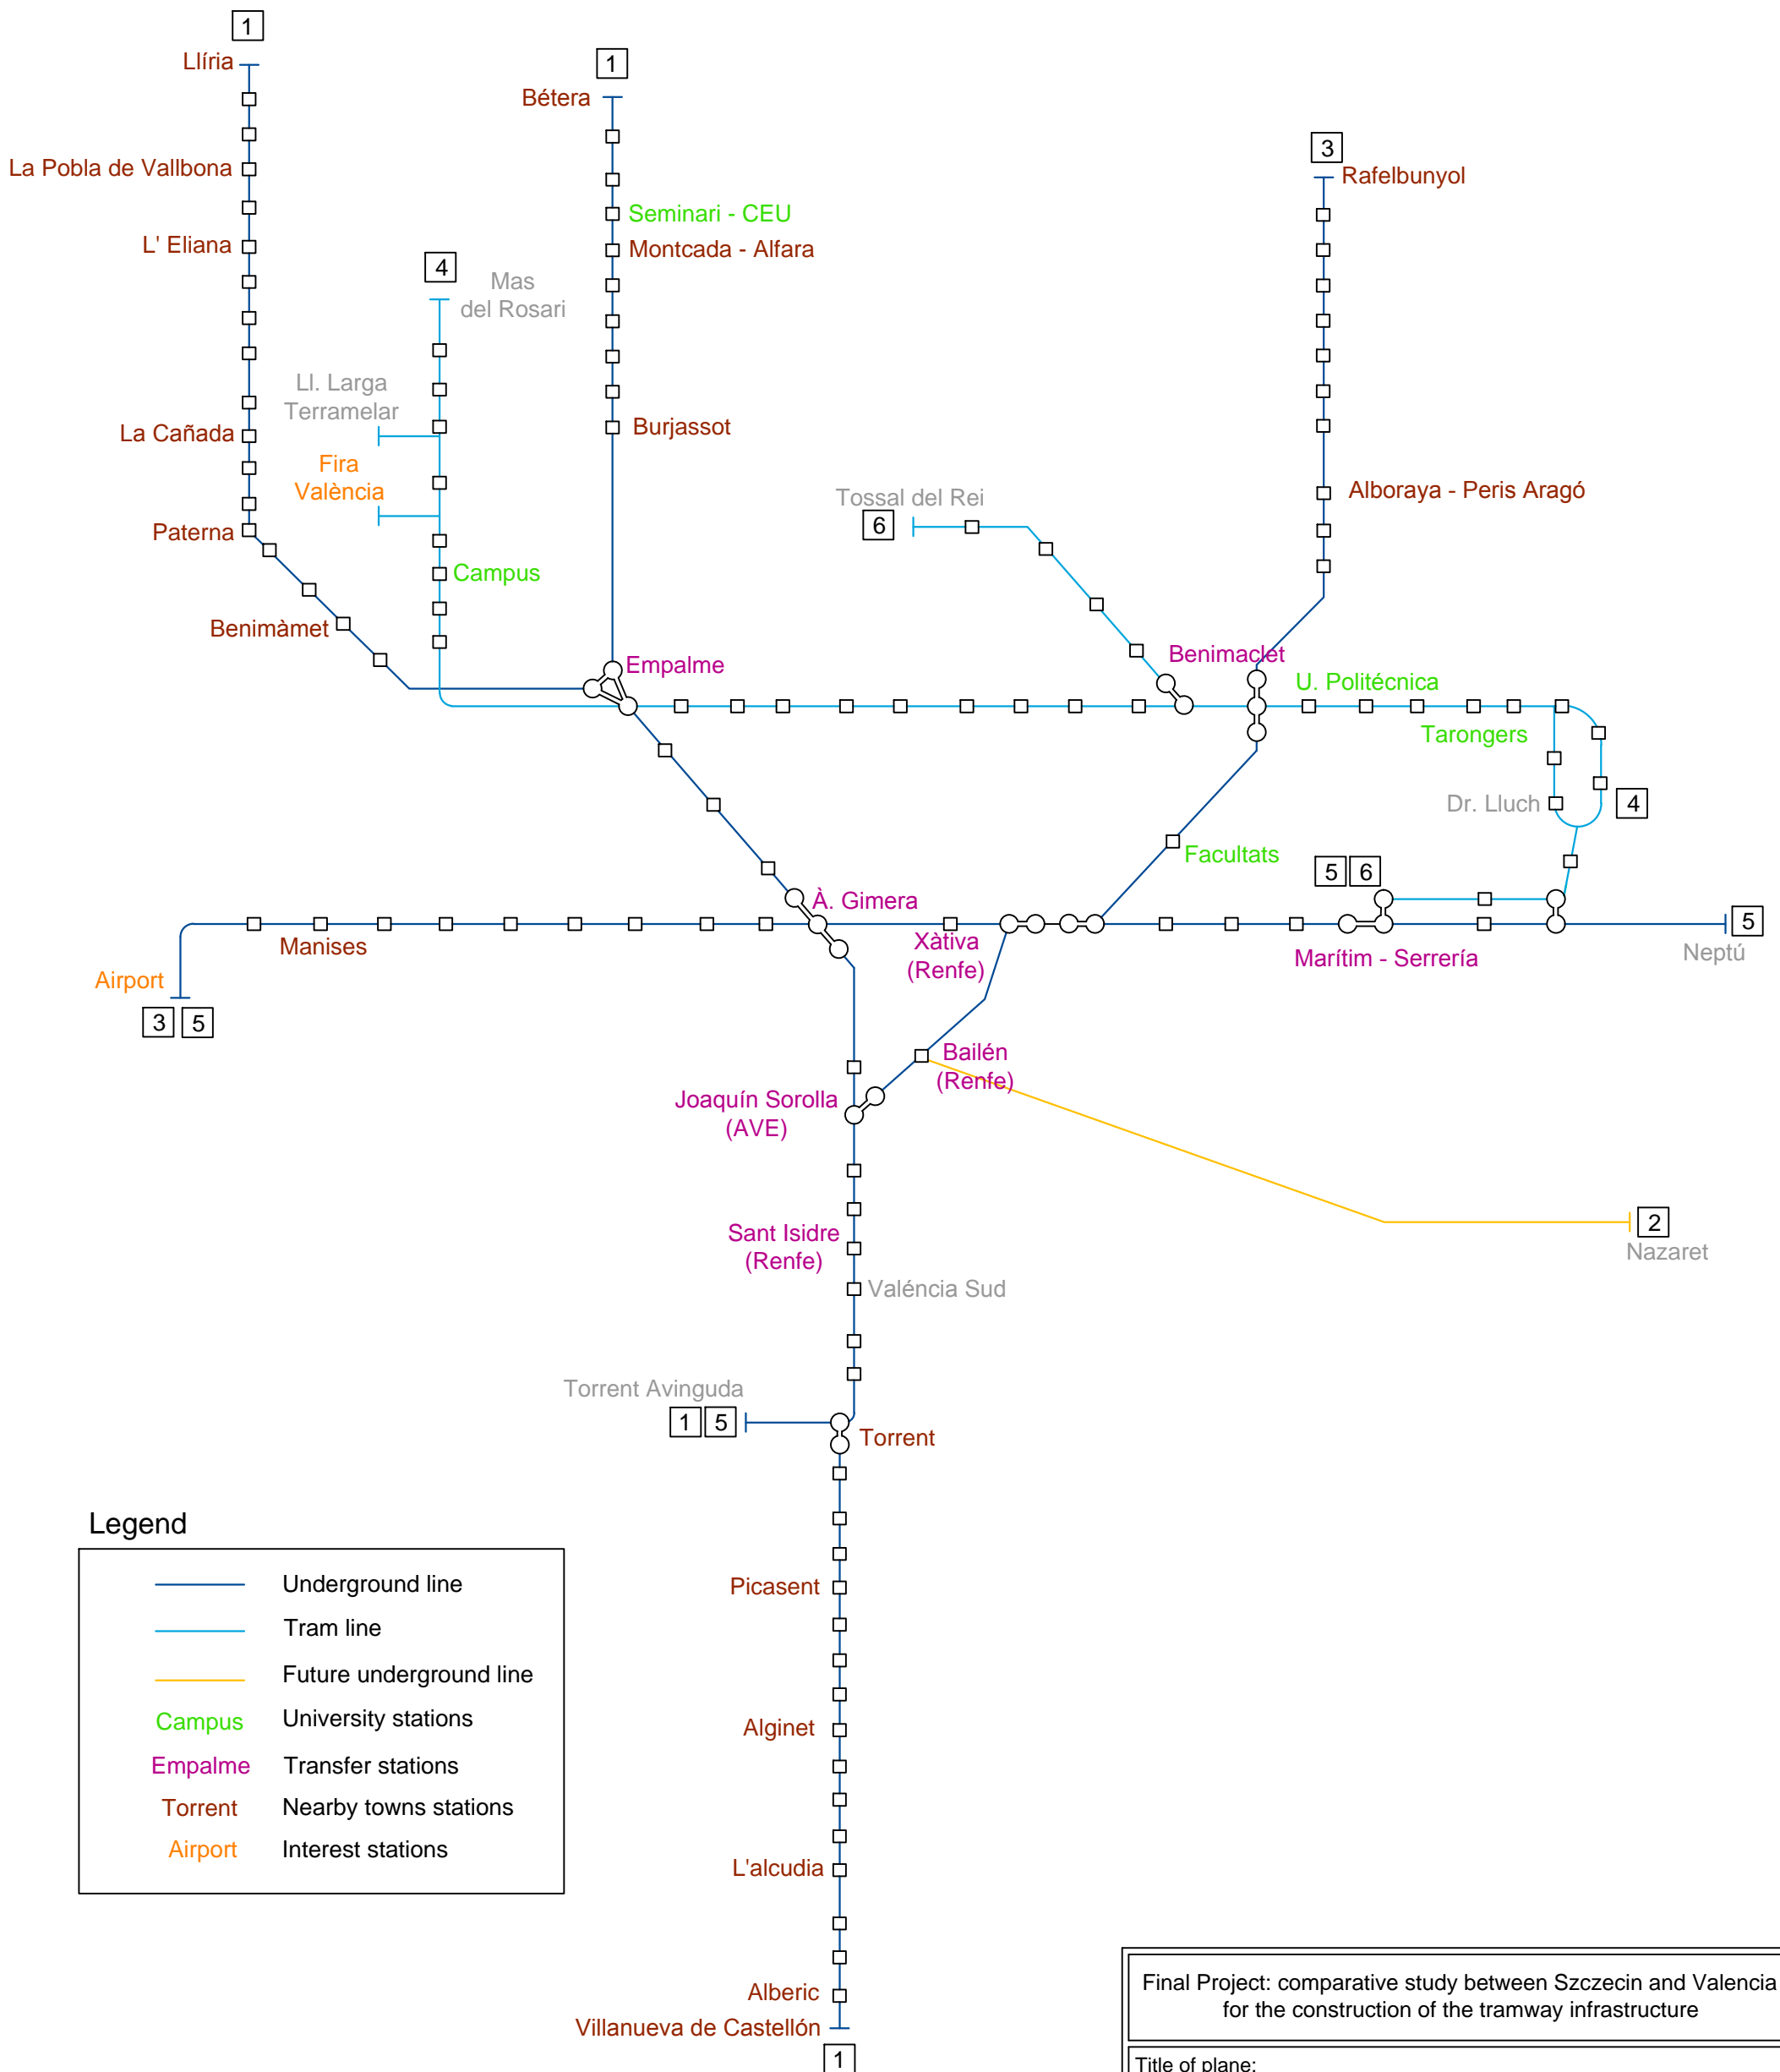 1
Llíria
1
Bétera
La Pobla de Vallbona
3
Rafelbunyol
Seminari - CEU
L' Eliana
Montcada - Alfara
4
Mas
del Rosari
Ll. Larga
Terramelar
La Cañada
Burjassot
Fira
València
Tossal del Rei
6
Alboraya - Peris Aragó
Paterna
Campus
Benimàmet
Empalme
Benimaclet
U. Politécnica
Tarongers
Dr. Lluch
4
Facultats
5 6
À. Gimera
Manises
Xàtiva
(Renfe)
Marítim - Serrería
5
Neptú
Airport
3 5
Bailén
(Renfe)
Joaquín Sorolla
(AVE)
2
Nazaret
Sant Isidre
(Renfe)
Valéncia Sud
Torrent Avinguda
1 5
Torrent
Legend
Underground line
Tram line
Future underground line
Campus University stations
Empalme Transfer stations
Torrent Nearby towns stations
Airport Interest stations
Picasent
Alginet
L'alcudia
Alberic
Villanueva de Castellón
1
Final Project: comparative study between Szczecin and Valencia
for the construction of the tramway infrastructure
Title of plane: